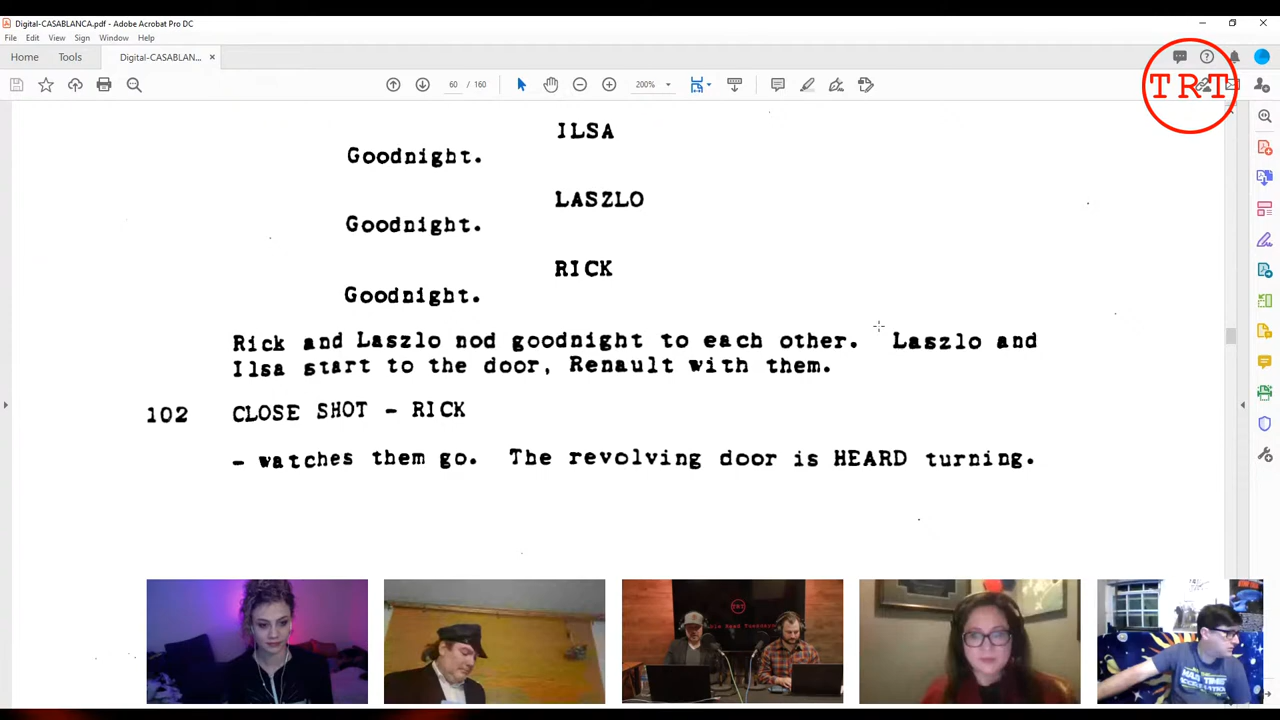 Digital-CASABLANCA.pdf - Adobe Acrobat Pro DC
File Edit View Sign Window Help
Home Tools Digital-CASABLAN... ×
60 / 160 200%
TRT
ILSA
Goodnight.
LASZLO
Goodnight.
RICK
Goodnight.
Rick and Laszlo nod goodnight to each other. Laszlo and
Ilsa start to the door, Renault with them.
102 CLOSE SHOT - RICK
- watches them go. The revolving door is HEARD turning.
TRT